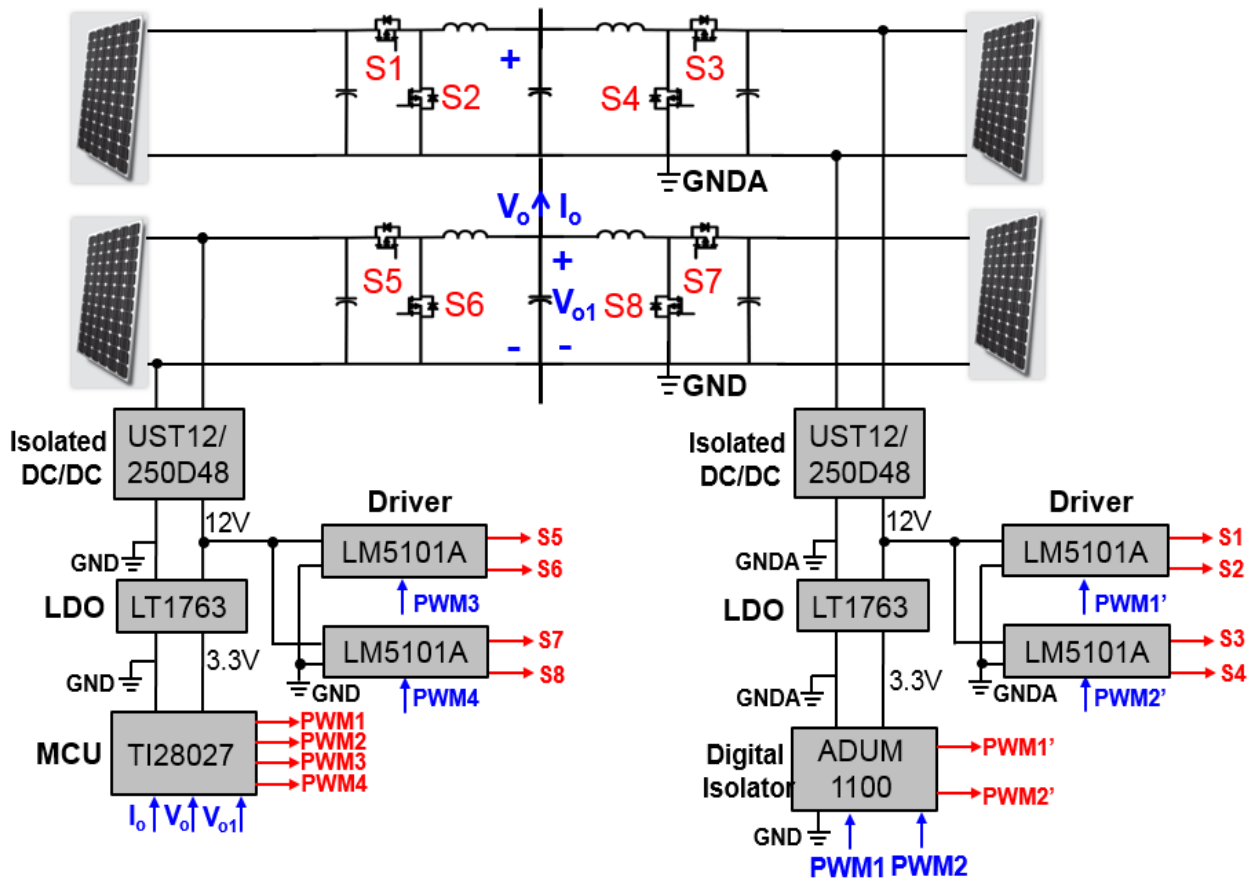 S1
S2
+
S3
S4
GNDA
Vo
Io
S5
S6
+
Vo1
S7
S8
-
-
GND
Isolated
DC/DC
UST12/
250D48
12V
GND
Driver
LM5101A
S5
S6
PWM3
LDO
LT1763
LM5101A
S7
S8
GND
PWM4
GND
3.3V
MCU
TI28027
PWM1
PWM2
PWM3
PWM4
Io
Vo
Vo1
Isolated
DC/DC
UST12/
250D48
12V
GNDA
Driver
LM5101A
S1
S2
PWM1’
LDO
LT1763
LM5101A
S3
S4
GNDA
PWM2’
GNDA
3.3V
Digital
Isolator
ADUM
1100
PWM1’
PWM2’
GND
PWM1
PWM2